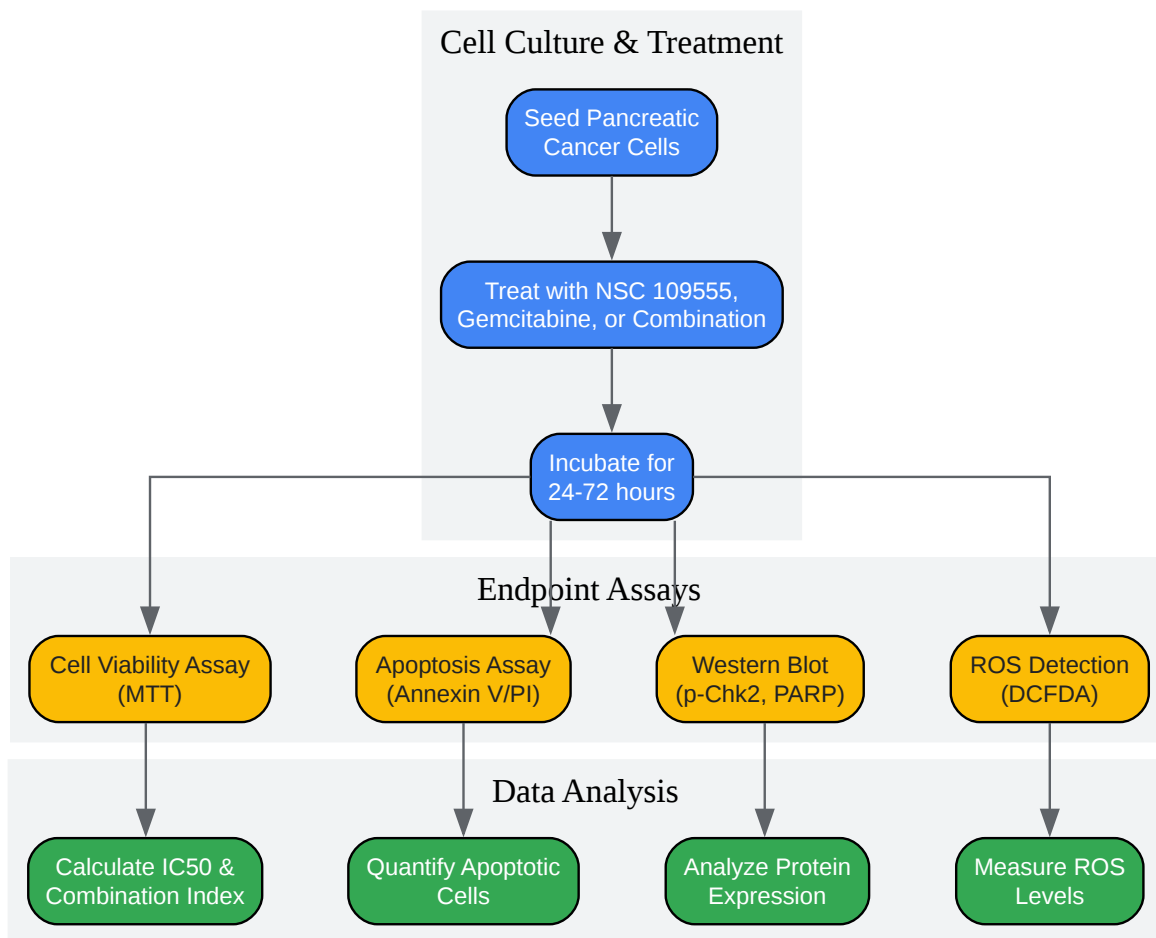 Cell Culture & Treatment
Seed Pancreatic
Cancer Cells
Treat with NSC 109555,
Gemcitabine, or Combination
Incubate for
24-72 hours
Endpoint Assays
Cell Viability Assay
(MTT)
Apoptosis Assay
(Annexin V/PI)
Western Blot
(p-Chk2, PARP)
ROS Detection
(DCFDA)
Data Analysis
Calculate IC50 &
Combination Index
Quantify Apoptotic
Cells
Analyze Protein
Expression
Measure ROS
Levels